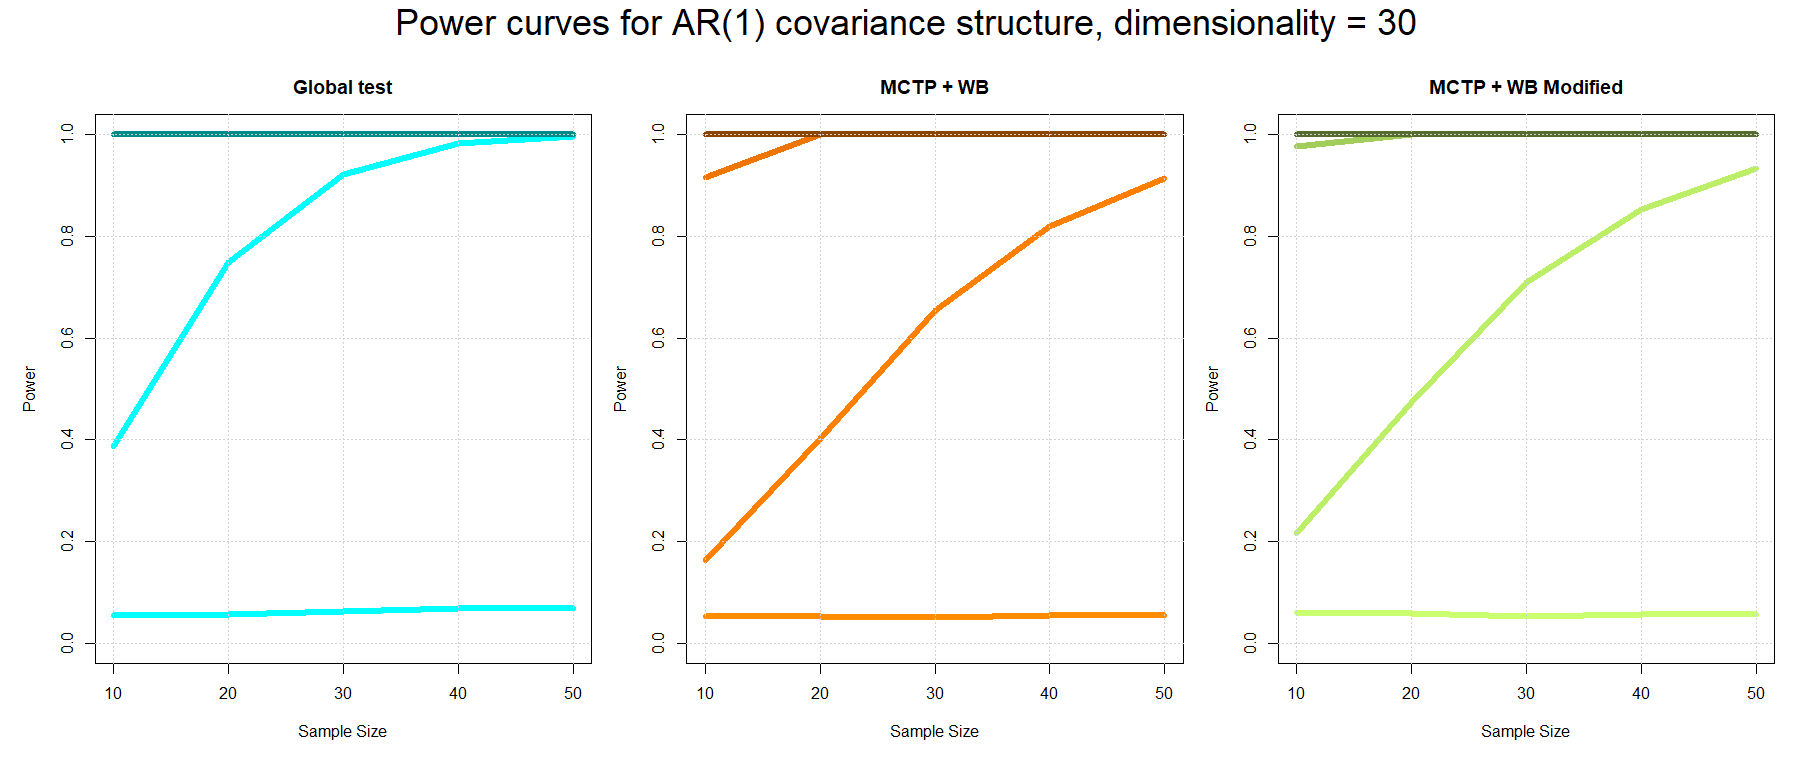 Power curves for AR(1) covariance structure, dimensionality = 30
Global test
MCTP + WB
MCTP + WB Modified
1.0
0.8
0.6
0.4
0.2
0.0
Power
10 20 30 40 50
Sample Size
1.0
0.8
0.6
0.4
0.2
0.0
Power
10 20 30 40 50
Sample Size
1.0
0.8
0.6
0.4
0.2
0.0
Power
10 20 30 40 50
Sample Size